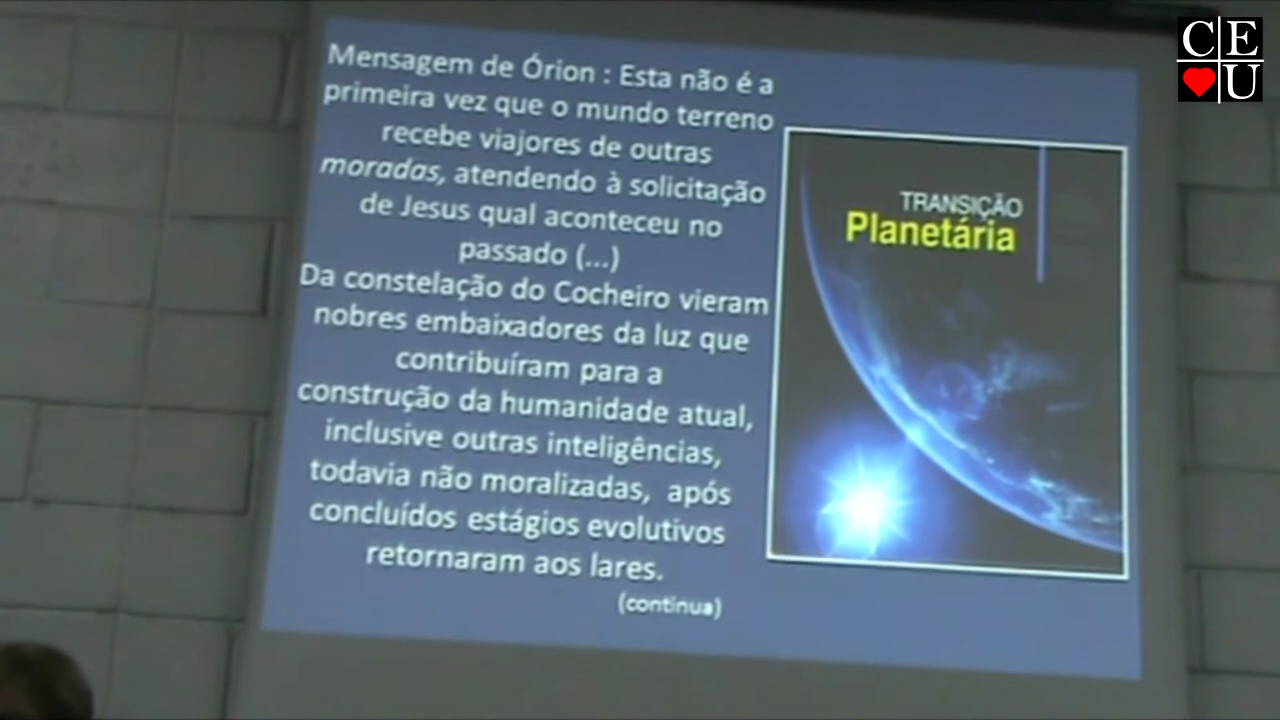 Mensagem de Órion : Esta não é a
primeira vez que o mundo terreno
recebe viajores de outras
moradas, atendendo à solicitação
de Jesus qual aconteceu no
passado (...)
Da constelação do Cocheiro vieram
nobres embaixadores da luz que
contribuíram para a
construção da humanidade atual,
inclusive outras inteligências,
todavia não moralizadas, após
concluídos estágios evolutivos
retornaram aos lares.
(continua)
TRANSIÇÃO
Planetária
CE
U